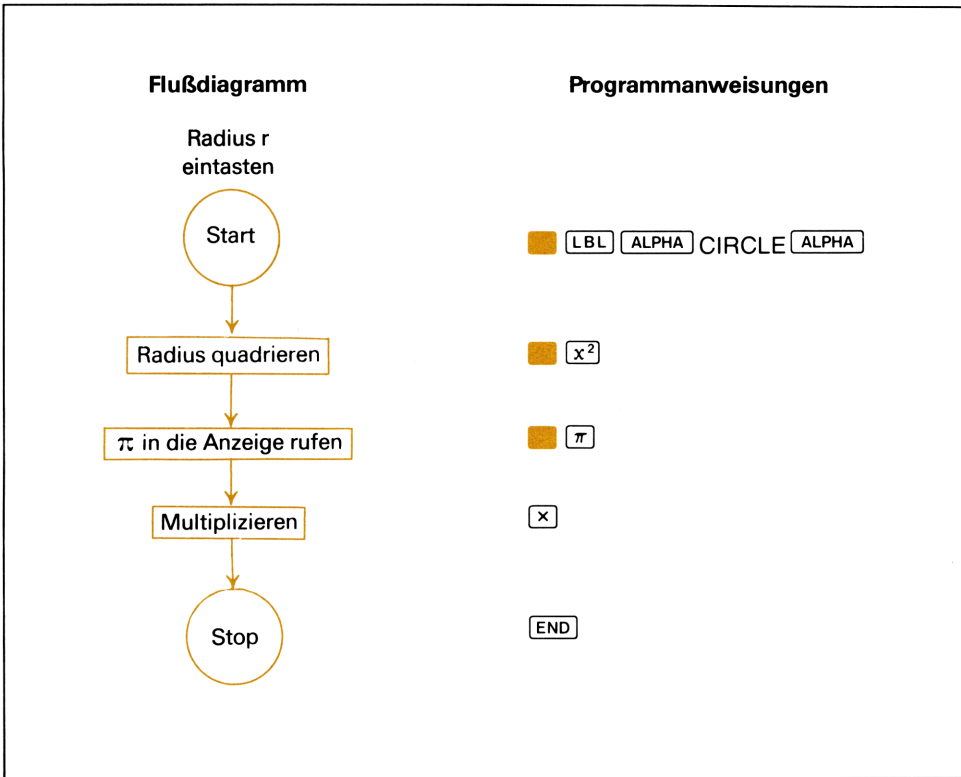 Flußdiagramm
Programmanweisungen
Radius r
eintasten
Start
LBL ALPHA CIRCLE ALPHA
Radius quadrieren
x²
π in die Anzeige rufen
π
Multiplizieren
×
Stop
END